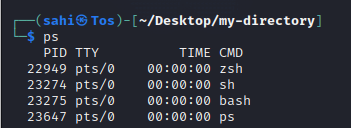 ┌──(sahi㉿Tos)-[~/Desktop/my-directory]
└─$ ps
    PID TTY          TIME CMD
  22949 pts/0    00:00:00 zsh
  23274 pts/0    00:00:00 sh
  23275 pts/0    00:00:00 bash
  23647 pts/0    00:00:00 ps